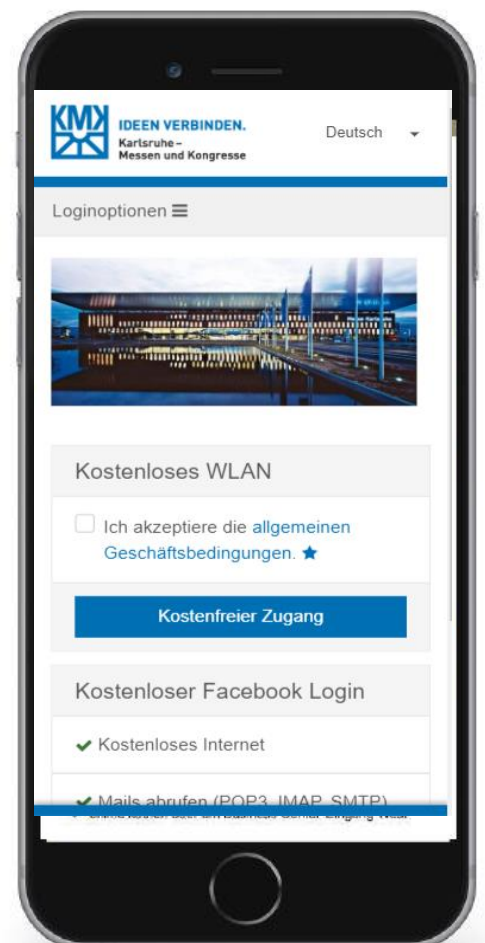 KMK
IDEEN VERBINDEN.
Karlsruhe –
Messen und Kongresse
Deutsch
Loginoptionen
Kostenloses WLAN
Ich akzeptiere die allgemeinen
Geschäftsbedingungen.
Kostenfreier Zugang
Kostenloser Facebook Login
Kostenloses Internet
Mails abrufen (POP3, IMAP, SMTP)